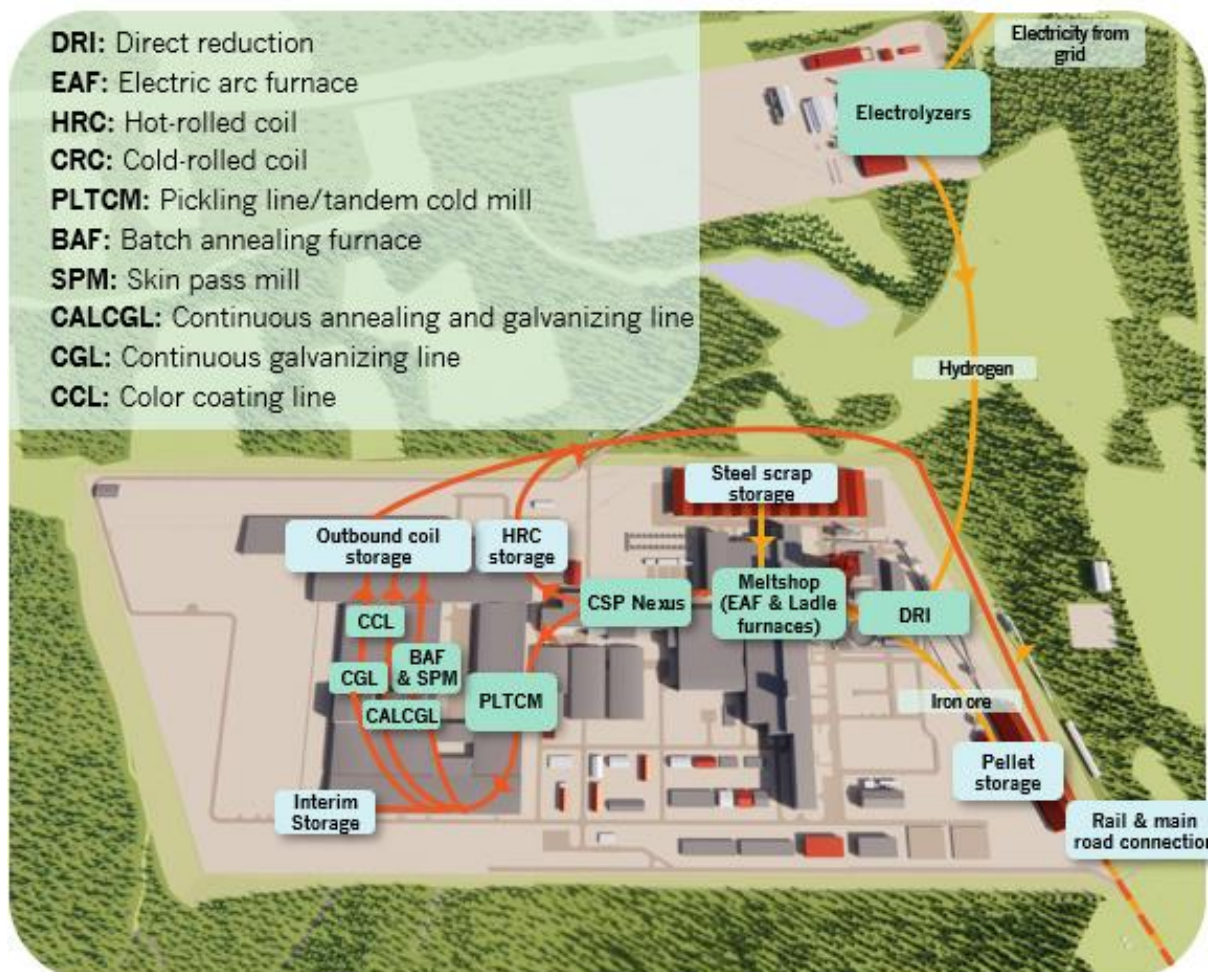 DRI: Direct reduction
EAF: Electric arc furnace
HRC: Hot-rolled coil
CRC: Cold-rolled coil
PLTCM: Pickling line/tandem cold mill
BAF: Batch annealing furnace
SPM: Skin pass mill
CALCGL: Continuous annealing and galvanizing line
CGL: Continuous galvanizing line
CCL: Color coating line
Electricity from
grid
Electrolyzers
Hydrogen
Steel scrap
storage
Outbound coil
storage
HRC
storage
CSP Nexus
Meltshop
(EAF & Ladle
furnaces)
DRI
CCL
BAF
& SPM
CGL
CALCGL
PLTCM
Iron ore
Pellet
storage
Interim
Storage
Rail & main
road connection